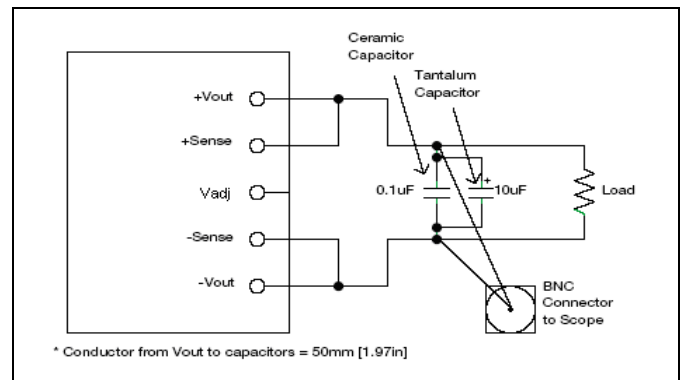 Ceramic
Capacitor
Tantalum
Capacitor
+Vout
+Sense
Vadj
-Sense
-Vout
0.1uF
+
10uF
Load
BNC
Connector
to Scope
* Conductor from Vout to capacitors = 50mm [1.97in]